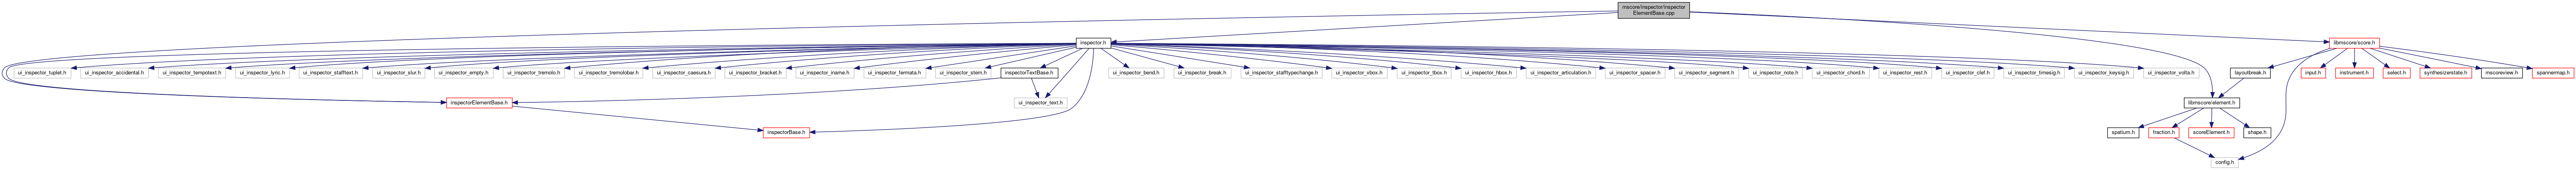 mscore/inspector/inspector
ElementBase.cpp
inspector.h
libmscore/score.h
ui_inspector_tuplet.h
ui_inspector_accidental.h
ui_inspector_tempotext.h
ui_inspector_lyric.h
ui_inspector_stafftext.h
ui_inspector_slur.h
ui_inspector_empty.h
ui_inspector_tremolo.h
ui_inspector_tremolobar.h
ui_inspector_caesura.h
ui_inspector_bracket.h
ui_inspector_iname.h
ui_inspector_fermata.h
ui_inspector_stem.h
inspectorTextBase.h
ui_inspector_bend.h
ui_inspector_break.h
ui_inspector_stafftypechange.h
ui_inspector_vbox.h
ui_inspector_tbox.h
ui_inspector_hbox.h
ui_inspector_articulation.h
ui_inspector_spacer.h
ui_inspector_segment.h
ui_inspector_note.h
ui_inspector_chord.h
ui_inspector_rest.h
ui_inspector_clef.h
ui_inspector_timesig.h
ui_inspector_keysig.h
ui_inspector_volta.h
layoutbreak.h
input.h
instrument.h
select.h
synthesizerstate.h
mscoreview.h
spannermap.h
inspectorElementBase.h
ui_inspector_text.h
libmscore/element.h
inspectorBase.h
spatium.h
fraction.h
scoreElement.h
shape.h
config.h